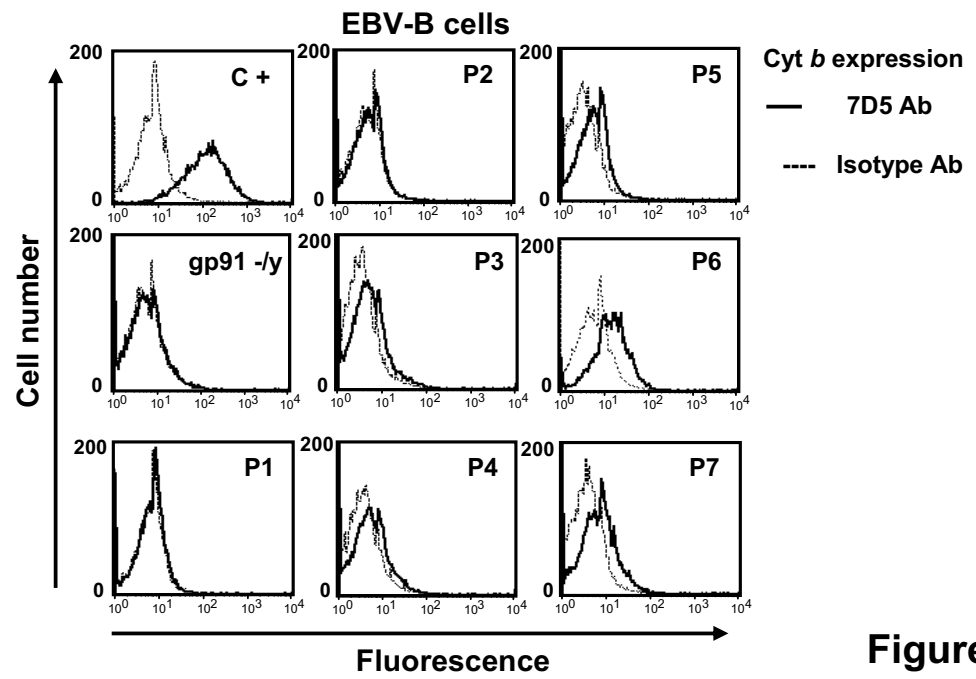 EBV-B cells
200
C +
0
10^0 10^1 10^2 10^3 10^4
200
P2
0
10^0 10^1 10^2 10^3 10^4
200
P5
0
10^0 10^1 10^2 10^3 10^4
Cyt b expression
7D5 Ab
Isotype Ab
Cell number
200
gp91 -/y
0
10^0 10^1 10^2 10^3 10^4
200
P3
0
10^0 10^1 10^2 10^3 10^4
200
P6
0
10^0 10^1 10^2 10^3 10^4
200
P1
0
10^0 10^1 10^2 10^3 10^4
200
P4
0
10^0 10^1 10^2 10^3 10^4
200
P7
0
10^0 10^1 10^2 10^3 10^4
Fluorescence
Figure